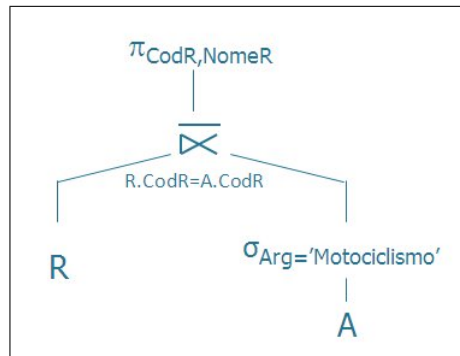 πCodR,NomeR
R.CodR=A.CodR
R
σArg='Motociclismo'
A